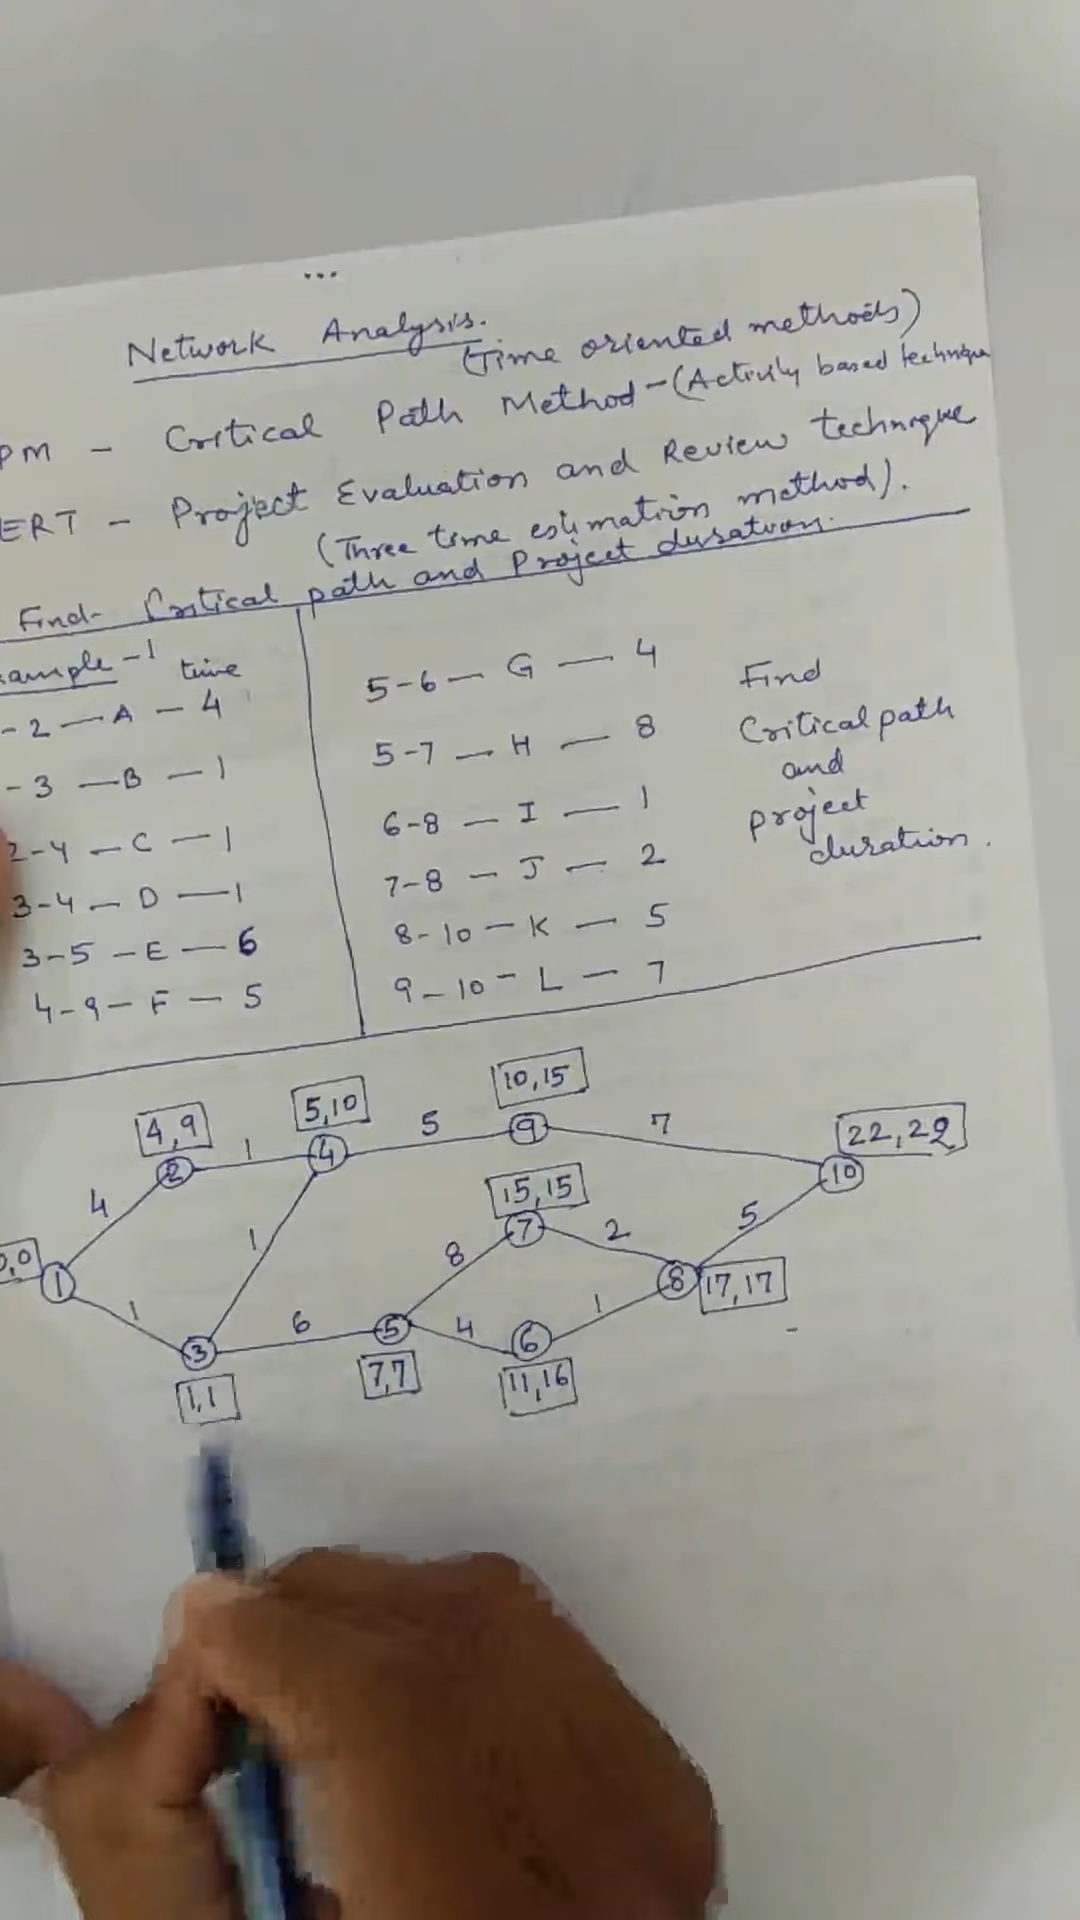 ...
Network Analysis.
(Time oriented methods)
PM - Critical Path Method - (Activity based technique
ERT - Project Evaluation and Review technique
(Three time estimation method).
Find- Critical path and Project duration.
ample - 1 time
-2 — A — 4
-3 — B — 1
2-4 — C — 1
3-4 — D — 1
3-5 — E — 6
4-9 — F — 5
5-6 — G — 4
5-7 — H — 8
6-8 — I — 1
7-8 — J — 2
8-10 — K — 5
9-10 — L — 7
Find
Critical path
and
project
duration.
10,15
5,10
4,9
22,22
5
7
1
9
4
2
10
15,15
4
7
2
5
8
1
0,0
1
8
17,17
1
6
5
4
6
1
3
7,7
11,16
1,1